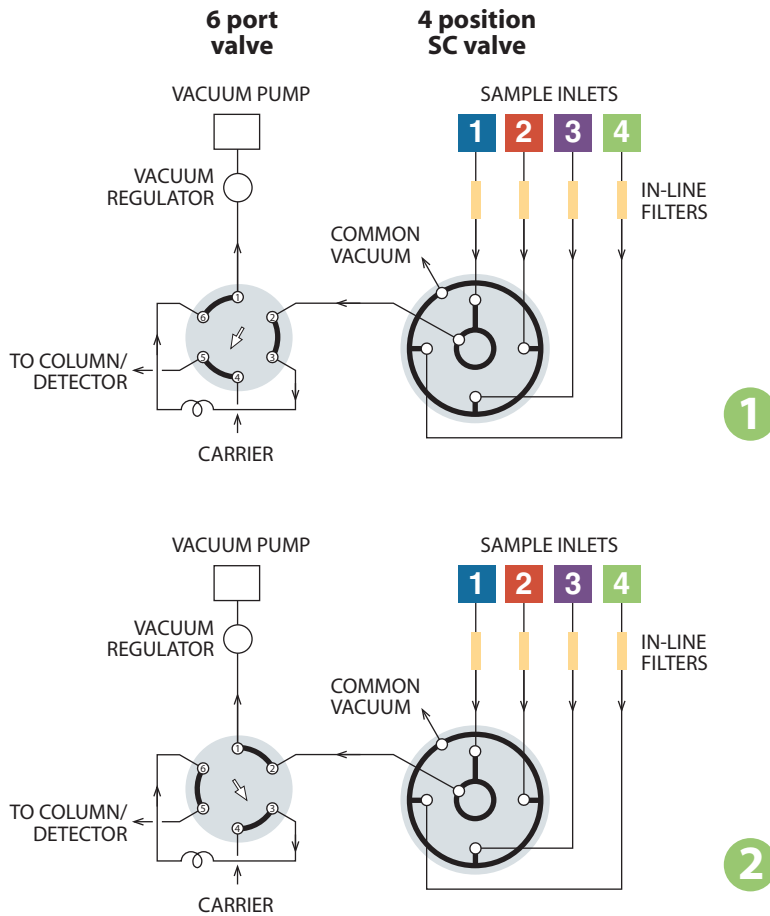 6 port
valve
4 position
SC valve
VACUUM PUMP
SAMPLE INLETS
1 2 3 4
VACUUM
REGULATOR
IN-LINE
FILTERS
COMMON
VACUUM
1
2
3
4
5
6
TO COLUMN/
DETECTOR
CARRIER
1
VACUUM PUMP
SAMPLE INLETS
1 2 3 4
VACUUM
REGULATOR
IN-LINE
FILTERS
COMMON
VACUUM
1
2
3
4
5
6
TO COLUMN/
DETECTOR
CARRIER
2